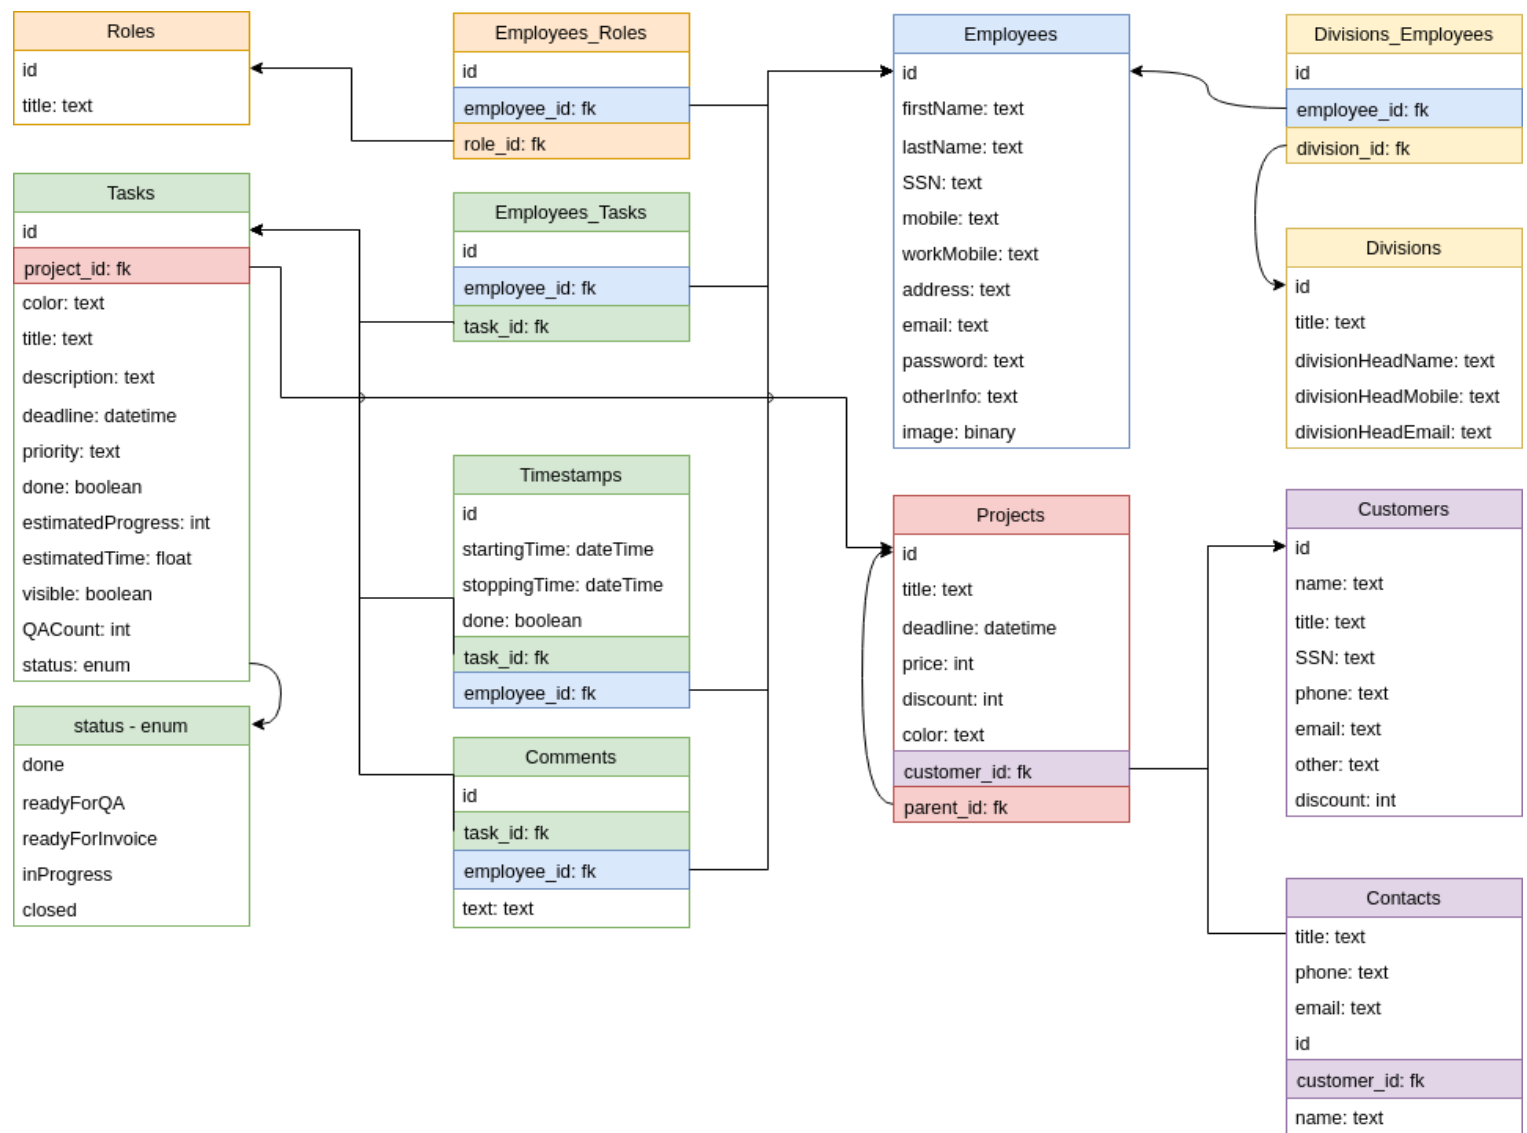 Roles
id
title: text
Tasks
id
project_id: fk
color: text
title: text
description: text
deadline: datetime
priority: text
done: boolean
estimatedProgress: int
estimatedTime: float
visible: boolean
QACount: int
status: enum
status - enum
done
readyForQA
readyForInvoice
inProgress
closed
Employees_Roles
id
employee_id: fk
role_id: fk
Employees_Tasks
id
employee_id: fk
task_id: fk
Timestamps
id
startingTime: dateTime
stoppingTime: dateTime
done: boolean
task_id: fk
employee_id: fk
Comments
id
task_id: fk
employee_id: fk
text: text
Employees
id
firstName: text
lastName: text
SSN: text
mobile: text
workMobile: text
address: text
email: text
password: text
otherInfo: text
image: binary
Projects
id
title: text
deadline: datetime
price: int
discount: int
color: text
customer_id: fk
parent_id: fk
Divisions_Employees
id
employee_id: fk
division_id: fk
Divisions
id
title: text
divisionHeadName: text
divisionHeadMobile: text
divisionHeadEmail: text
Customers
id
name: text
title: text
SSN: text
phone: text
email: text
other: text
discount: int
Contacts
title: text
phone: text
email: text
id
customer_id: fk
name: text